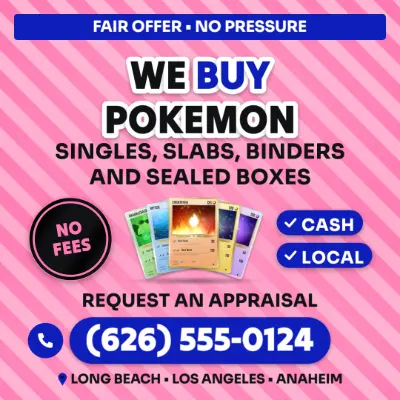 FAIR OFFER ▪ NO PRESSURE
WE BUY
POKEMON
SINGLES, SLABS, BINDERS
AND SEALED BOXES
NO
FEES
CASH
LOCAL
REQUEST AN APPRAISAL
(626) 555-0124
LONG BEACH ▪ LOS ANGELES ▪ ANAHEIM